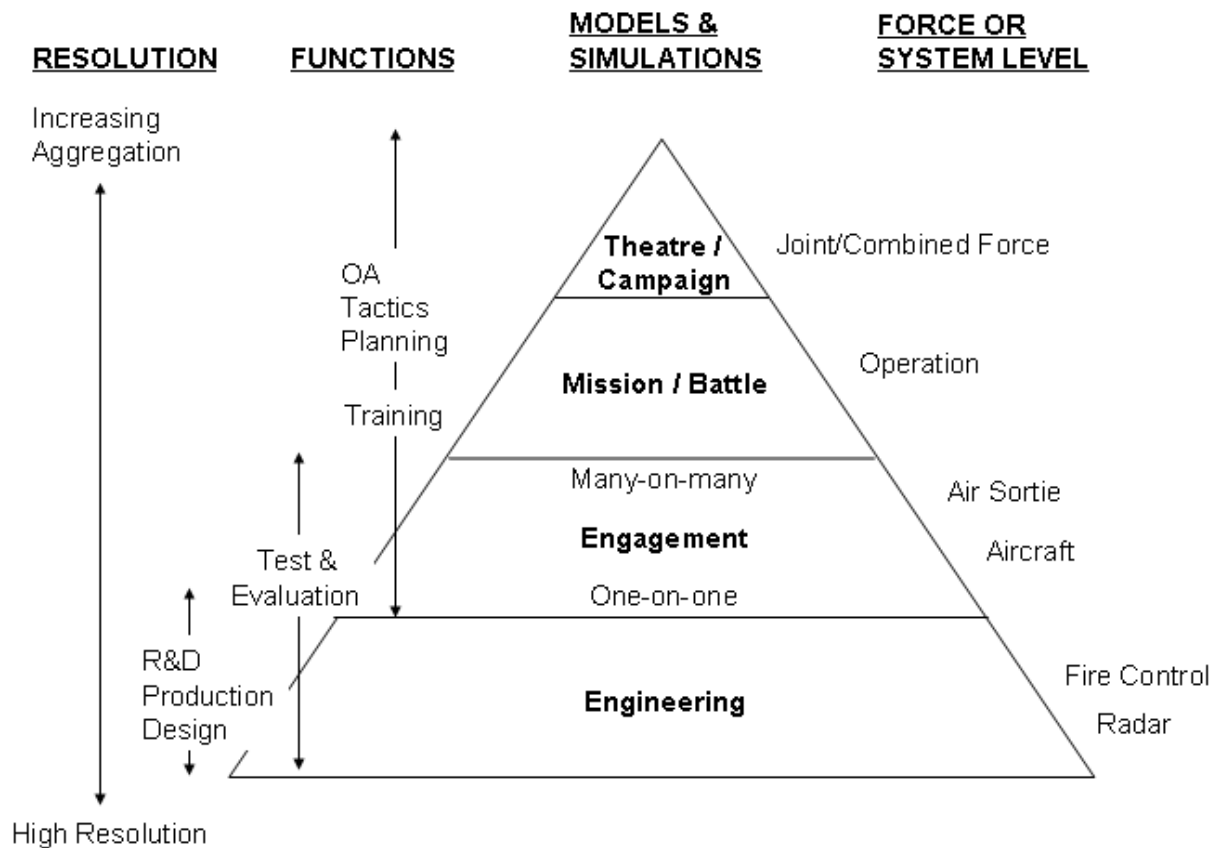 RESOLUTION
FUNCTIONS
MODELS &
SIMULATIONS
FORCE OR
SYSTEM LEVEL
Increasing
Aggregation
Theatre /
Campaign
Joint/Combined Force
OA
Tactics
Planning
Training
Mission / Battle
Operation
Many-on-many
Engagement
One-on-one
Air Sortie
Aircraft
Test &
Evaluation
R&D
Production
Design
Engineering
Fire Control
Radar
High Resolution